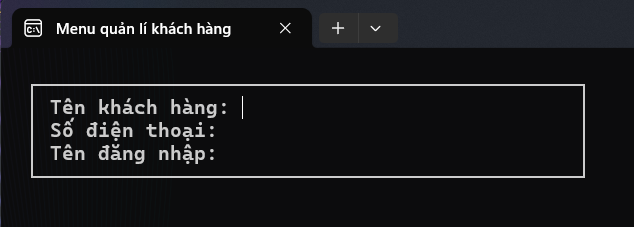 Menu quản lí khách hàng
Tên khách hàng:
Số điện thoại:
Tên đăng nhập: